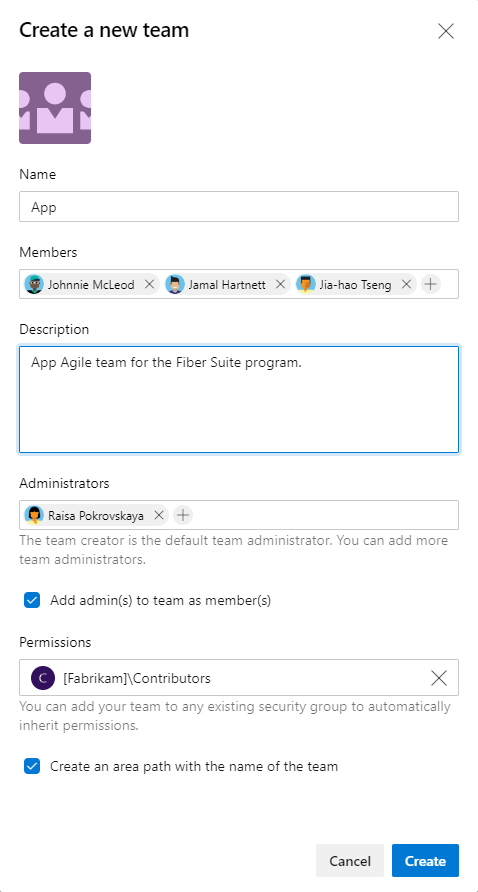 Create a new team
Name
App
Members
Johnnie McLeod Jamal Hartnett Jia-hao Tseng
Description
App Agile team for the Fiber Suite program.
Administrators
Raisa Pokrovskaya
The team creator is the default team administrator. You can add more
team administrators.
Add admin(s) to team as member(s)
Permissions
C [Fabrikam]\Contributors
You can add your team to any existing security group to automatically
inherit permissions.
Create an area path with the name of the team
Cancel Create